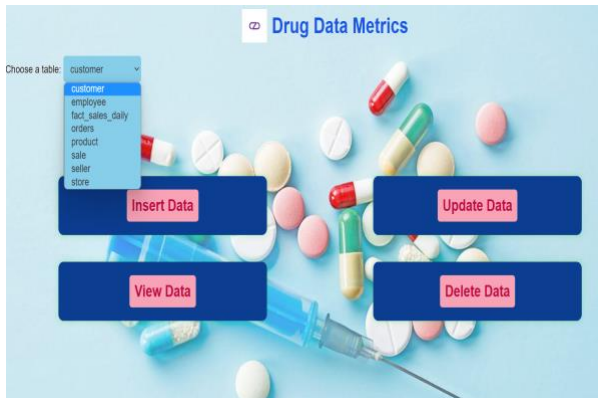 Drug Data Metrics
Choose a table: customer
customer
employee
fact_sales_daily
orders
product
sale
seller
store
Insert Data
Update Data
View Data
Delete Data